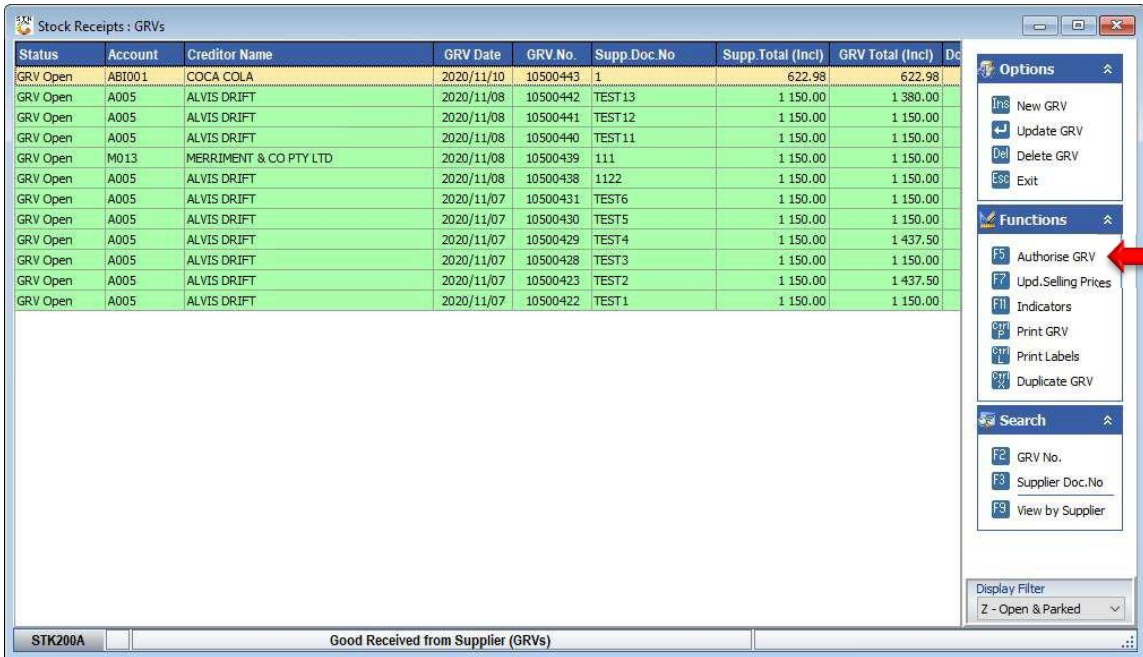 STN Stock Receipts : GRVs
Status Account Creditor Name GRV Date GRV.No. Supp.Doc.No Supp.Total (Incl) GRV Total (Incl) Do
GRV Open ABI001 COCA COLA 2020/11/10 10500443 1 622.98 622.98
GRV Open A005 ALVIS DRIFT 2020/11/08 10500442 TEST13 1 150.00 1 380.00
GRV Open A005 ALVIS DRIFT 2020/11/08 10500441 TEST12 1 150.00 1 150.00
GRV Open A005 ALVIS DRIFT 2020/11/08 10500440 TEST11 1 150.00 1 150.00
GRV Open M013 MERRIMENT & CO PTY LTD 2020/11/08 10500439 111 1 150.00 1 150.00
GRV Open A005 ALVIS DRIFT 2020/11/08 10500438 1122 1 150.00 1 150.00
GRV Open A005 ALVIS DRIFT 2020/11/07 10500431 TEST6 1 150.00 1 150.00
GRV Open A005 ALVIS DRIFT 2020/11/07 10500430 TEST5 1 150.00 1 150.00
GRV Open A005 ALVIS DRIFT 2020/11/07 10500429 TEST4 1 150.00 1 437.50
GRV Open A005 ALVIS DRIFT 2020/11/07 10500428 TEST3 1 150.00 1 150.00
GRV Open A005 ALVIS DRIFT 2020/11/07 10500423 TEST2 1 150.00 1 437.50
GRV Open A005 ALVIS DRIFT 2020/11/07 10500422 TEST1 1 150.00 1 150.00
Options
Ins New GRV
Update GRV
Del Delete GRV
Esc Exit
Functions
F5 Authorise GRV
F7 Upd.Selling Prices
F11 Indicators
Ctrl P Print GRV
Ctrl L Print Labels
Ctrl X Duplicate GRV
Search
F2 GRV No.
F3 Supplier Doc.No
F9 View by Supplier
Display Filter
Z - Open & Parked
STK200A Good Received from Supplier (GRVs)